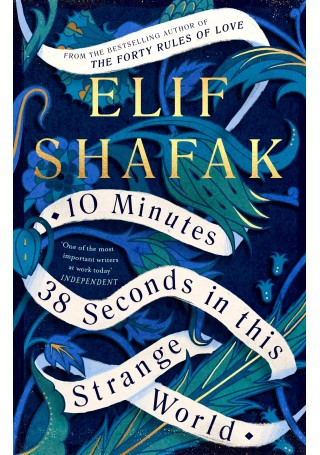 FROM THE BESTSELLING AUTHOR OF
THE FORTY RULES OF LOVE
ELIF
SHAFAK
10 Minutes
'One of the most
important writers
at work today'
INDEPENDENT
38 Seconds in this
Strange
World